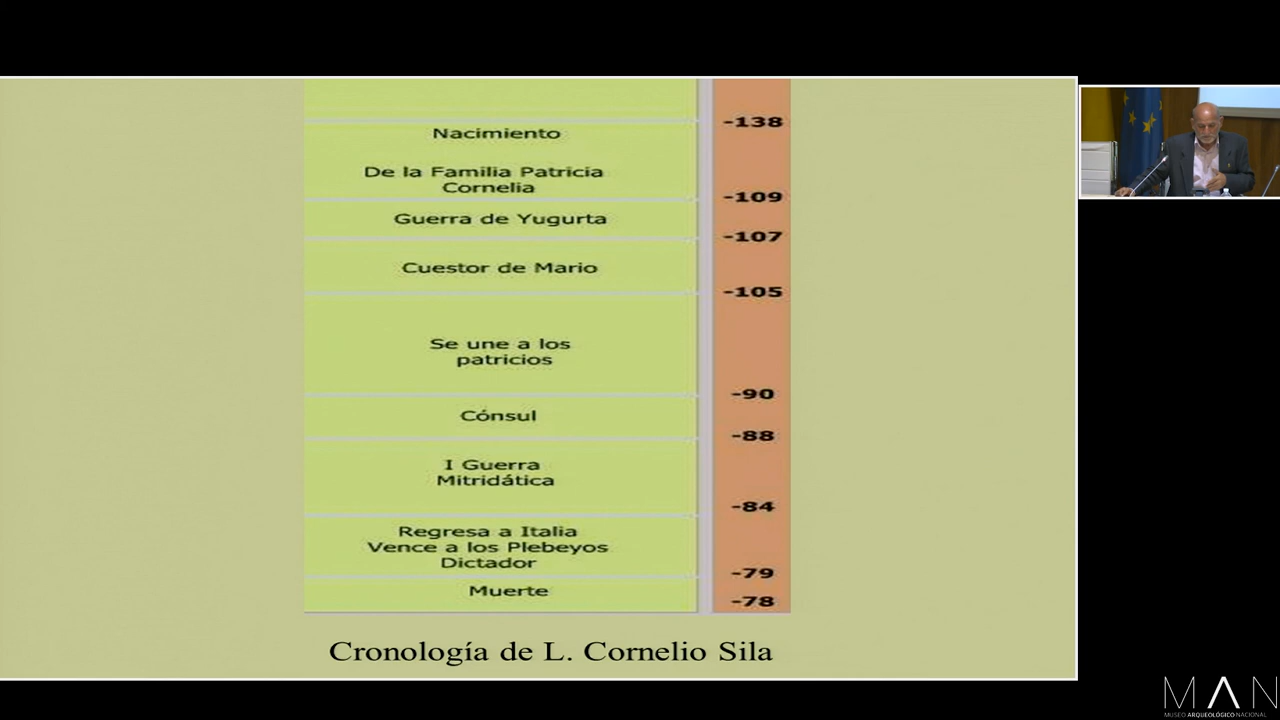 -138
Nacimiento
De la Familia Patricia
Cornelia
-109
Guerra de Yugurta
-107
Cuestor de Mario
-105
Se une a los
patricios
-90
Cónsul
-88
I Guerra
Mitridática
-84
Regresa a Italia
Vence a los Plebeyos
Dictador
-79
Muerte
-78
Cronología de L. Cornelio Sila
MAN
MUSEO ARQUEOLÓGICO NACIONAL